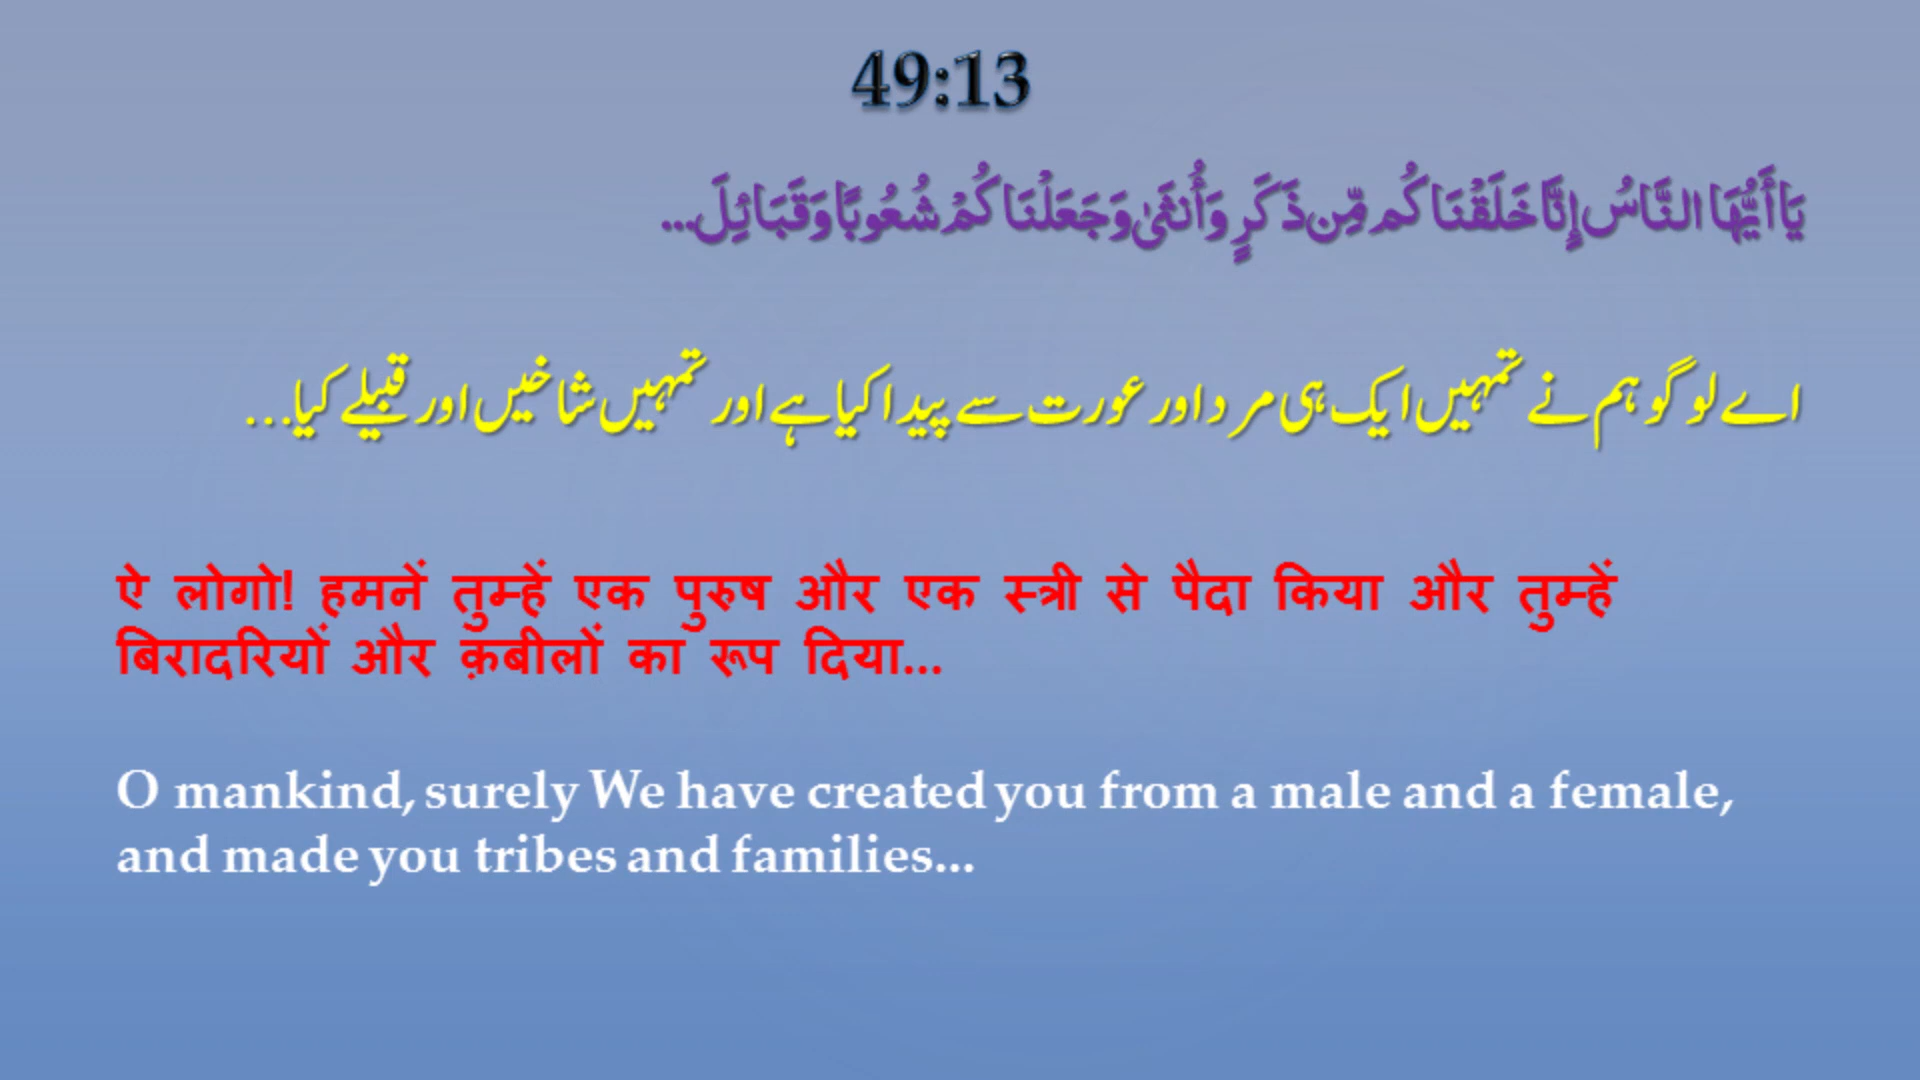 49:13
يَا أَيُّهَا النَّاسُ إِنَّا خَلَقْنَاكُم مِّن ذَكَرٍ وَأُنثَىٰ وَجَعَلْنَاكُمْ شُعُوبًا وَقَبَائِلَ...
اے لوگو ہم نے تمہیں ایک ہی مرد اور عورت سے پیدا کیا ہے اور تمہیں شاخیں اور قبیلے کیا...
ऐ लोगो! हमनें तुम्हें एक पुरुष और एक स्त्री से पैदा किया और तुम्हें
बिरादरियों और क़बीलों का रूप दिया...
O mankind, surely We have created you from a male and a female,
and made you tribes and families...